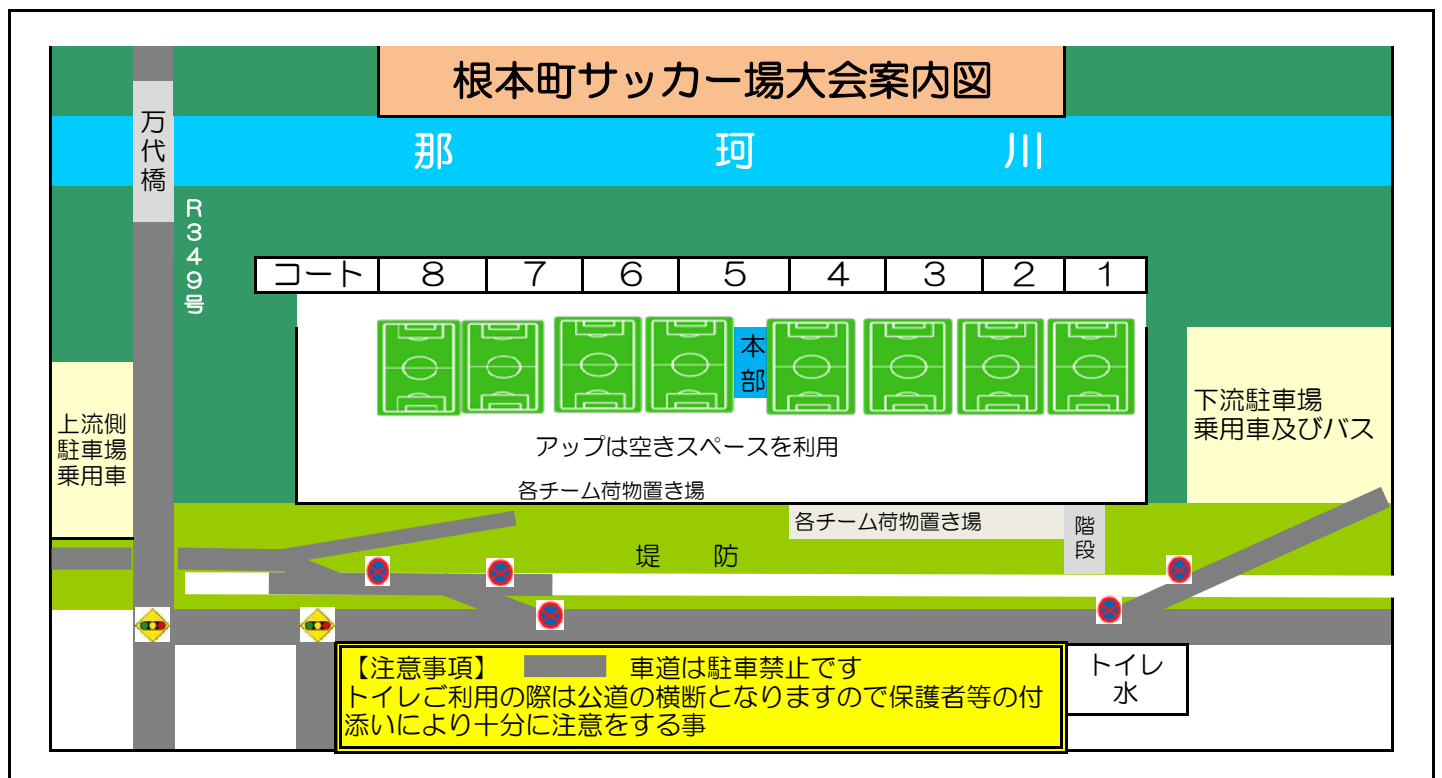 根本町サッカー場大会案内図
万代橋
那珂川
R349号
コート 8 7 6 5 4 3 2 1
本部
上流側
駐車場
乗用車
下流駐車場
乗用車及びバス
アップは空きスペースを利用
各チーム荷物置き場
各チーム荷物置き場
階段
堤防
【注意事項】 車道は駐車禁止です
トイレご利用の際は公道の横断となりますので保護者等の付
添いにより十分に注意をする事
トイレ
水